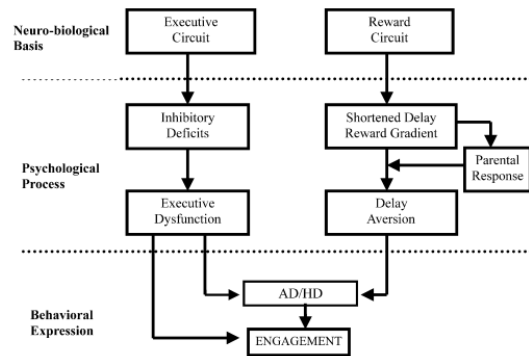 Neuro-biological
Basis
Executive
Circuit
Reward
Circuit
Inhibitory
Deficits
Shortened Delay
Reward Gradient
Psychological
Process
Parental
Response
Executive
Dysfunction
Delay
Aversion
Behavioral
Expression
AD/HD
ENGAGEMENT